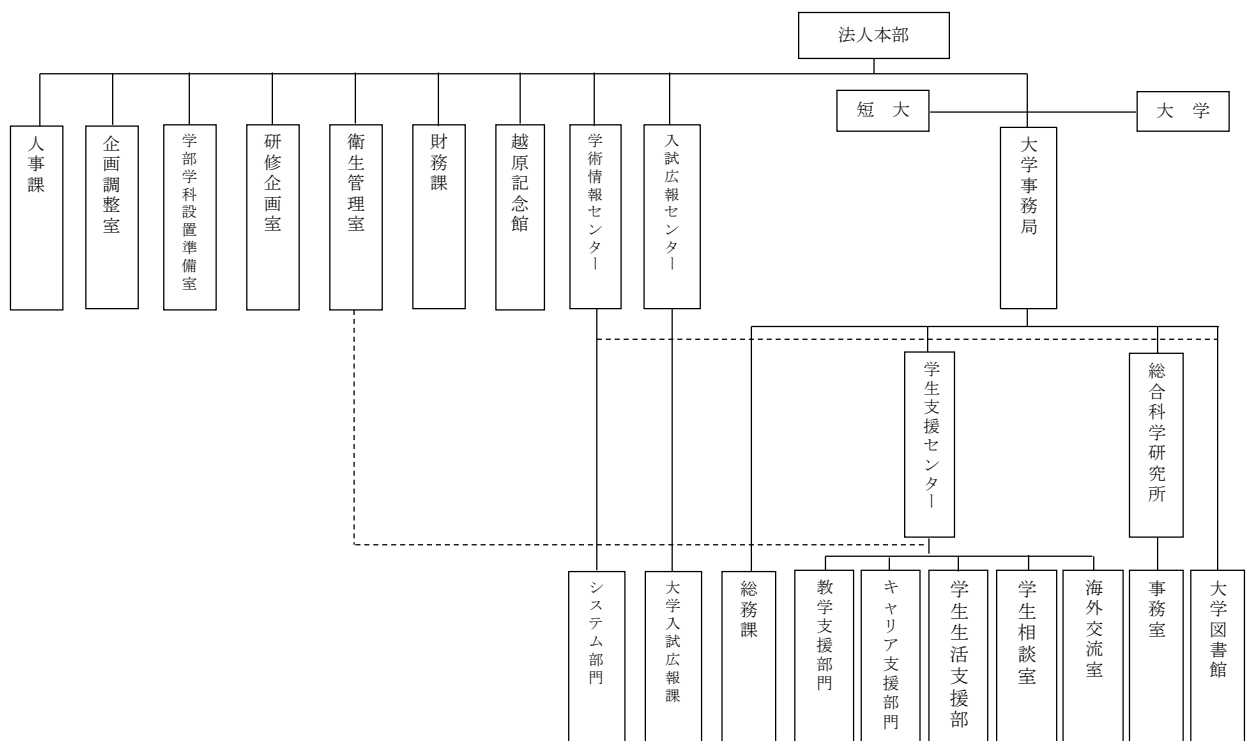 法人本部
短　大
大　学
人事課
企画調整室
学部学科設置準備室
研修企画室
衛生管理室
財務課
越原記念館
学術情報センター
入試広報センター
大学事務局
学生支援センター
総合科学研究所
システム部門
大学入試広報課
総務課
教学支援部門
キャリア支援部門
学生生活支援部
学生相談室
海外交流室
事務室
大学図書館